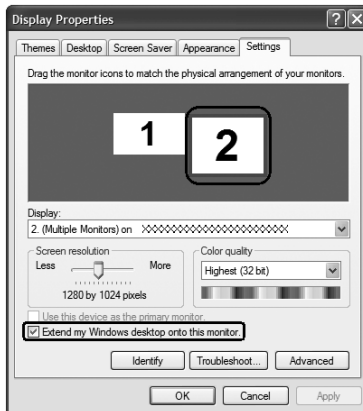 Display Properties
Themes Desktop Screen Saver Appearance Settings
Drag the monitor icons to match the physical arrangement of your monitors.
1 2
Display:
2. (Multiple Monitors) on XXXXXXXXXXXXXXXXXXXXXXX
Screen resolution Color quality
Less More Highest (32 bit)
1280 by 1024 pixels
Use this device as the primary monitor.
Extend my Windows desktop onto this monitor.
Identify Troubleshoot... Advanced
OK Cancel Apply